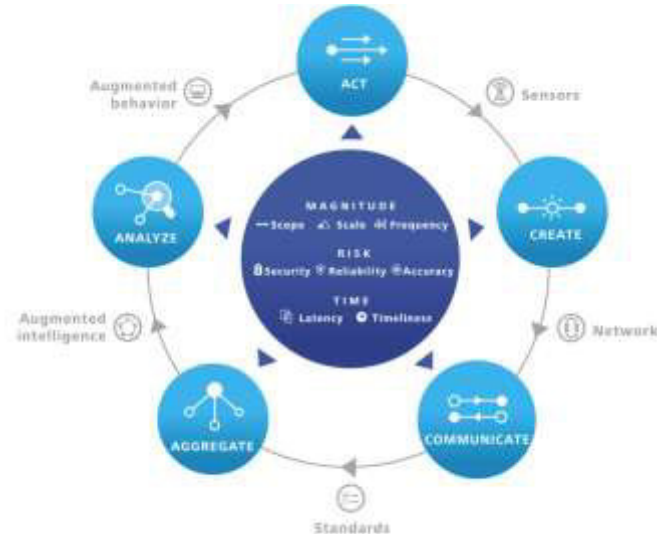 ACT
Augmented
behavior
Sensors
MAGNITUDE
Scope Scale Frequency
ANALYZE
CREATE
RISK
Security Reliability Accuracy
TIME
Latency Timeliness
Augmented
intelligence
Network
AGGREGATE
COMMUNICATE
Standards